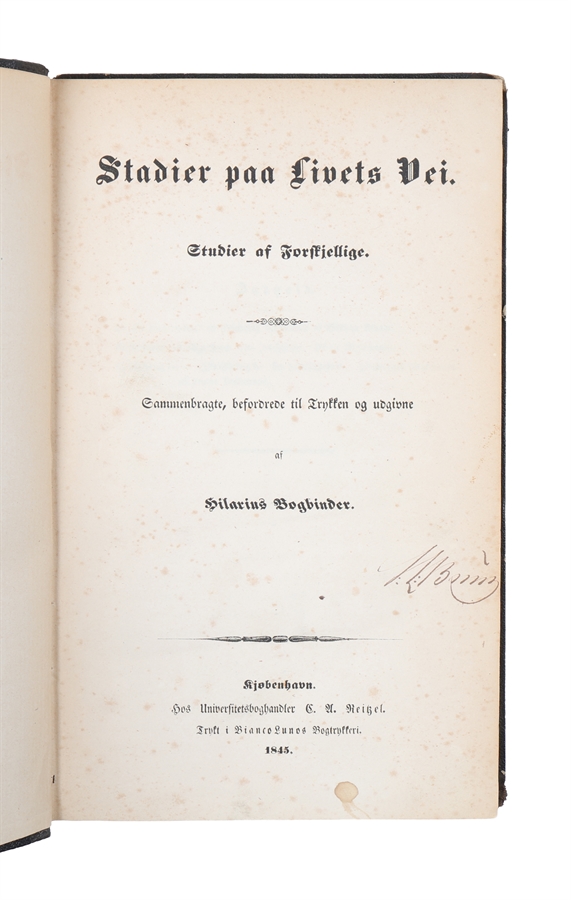 Stadier paa Livets Vei.
Studier af Forskjellige.
Sammenbragte, befordrede til Trykken og udgivne
af
Hilarius Bogbinder.
Kjøbenhavn.
Hos Universitetsboghandler C. A. Reitzel.
Trykt i Bianco Lunos Bogtrykkeri.
1845.